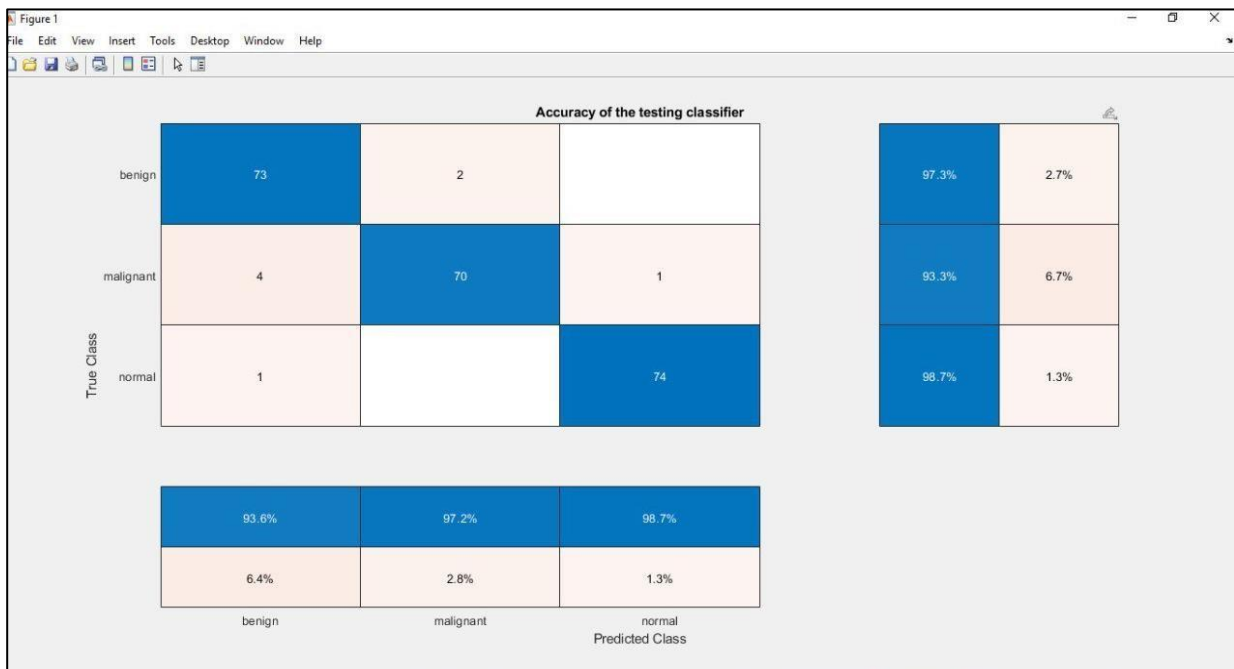 Figure 1
File Edit View Insert Tools Desktop Window Help
Accuracy of the testing classifier
benign 73 2 97.3% 2.7%
malignant 4 70 1 93.3% 6.7%
normal 1 74 98.7% 1.3%
True Class
93.6% 97.2% 98.7%
6.4% 2.8% 1.3%
benign malignant normal
Predicted Class